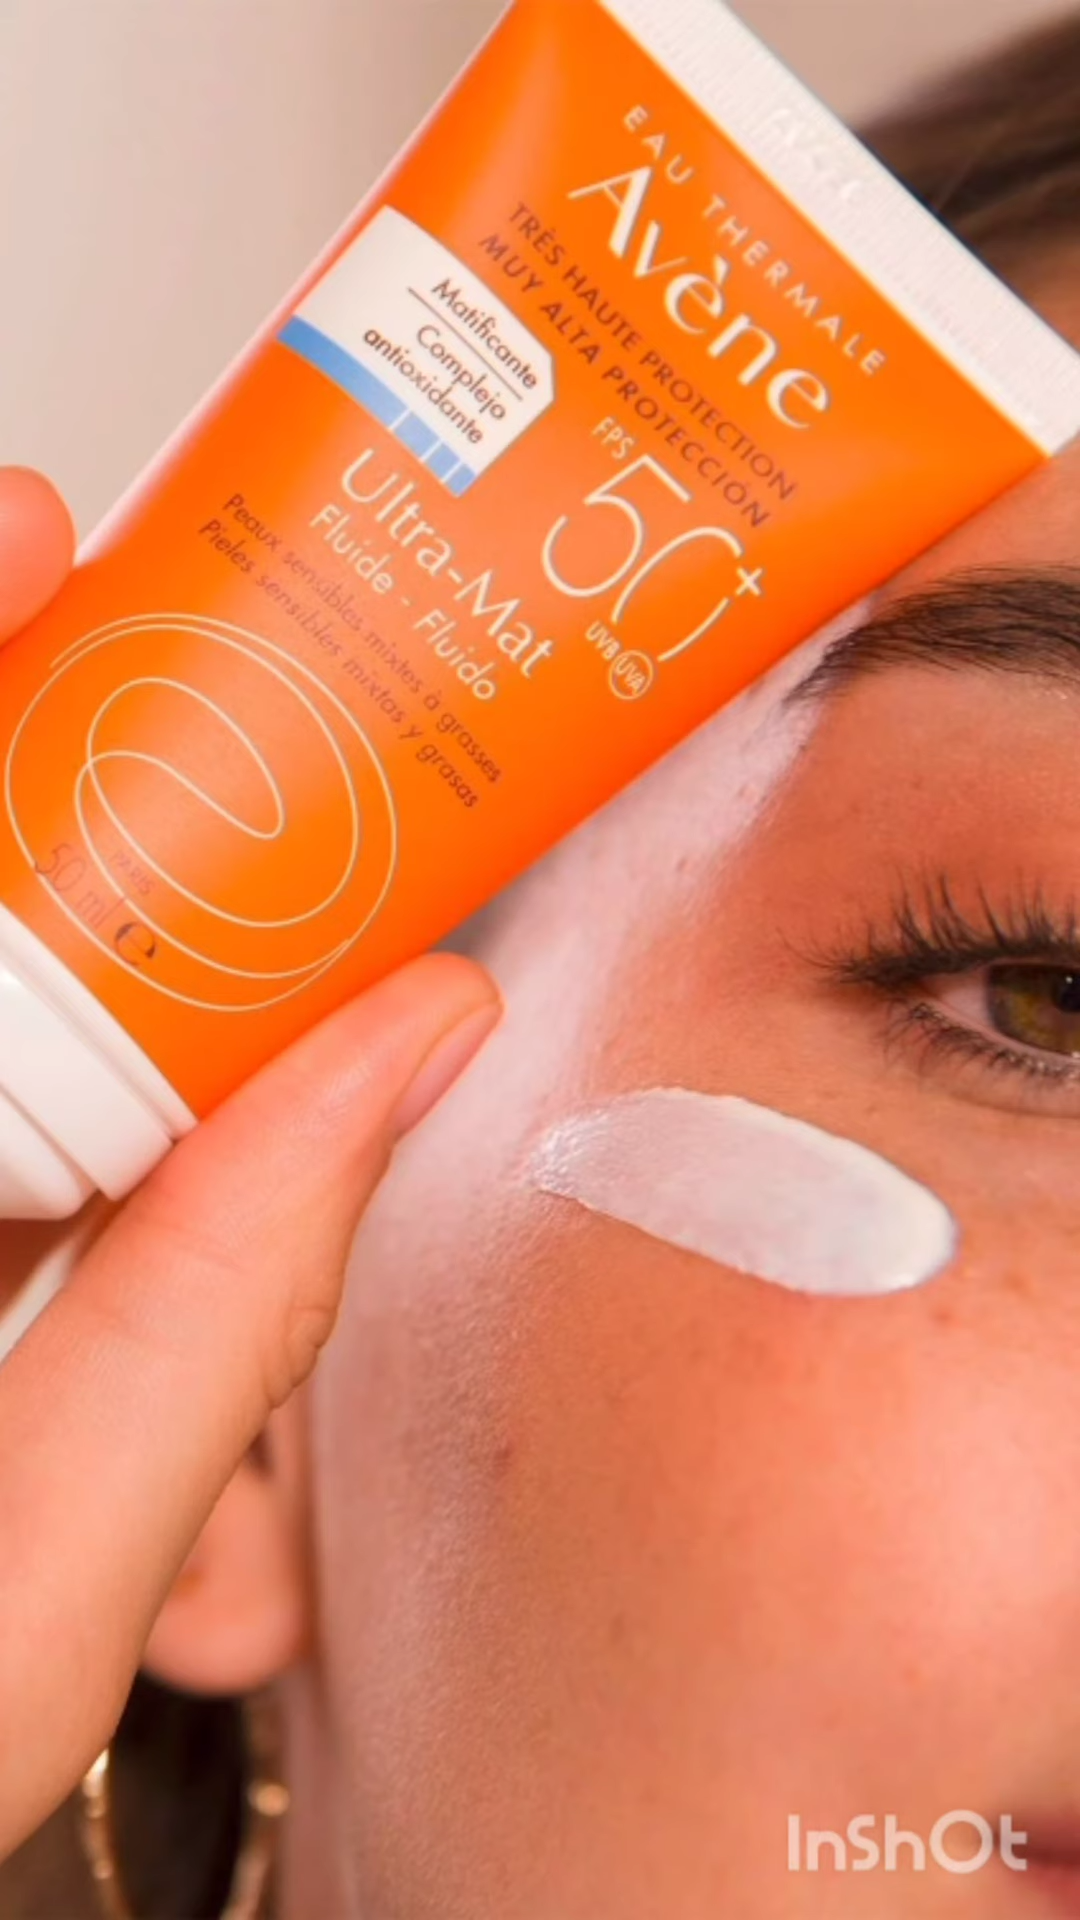 EAU THERMALE
Avène
TRÈS HAUTE PROTECTION
MUY ALTA PROTECCIÓN
FPS
50+
UVB UVA
Matificante
Complejo
antioxidante
Ultra-Mat
Fluide - Fluido
Peaux sensibles mixtes à grasses
Pieles sensibles mixtas y grasas
PARIS
50 ml e
InShOt